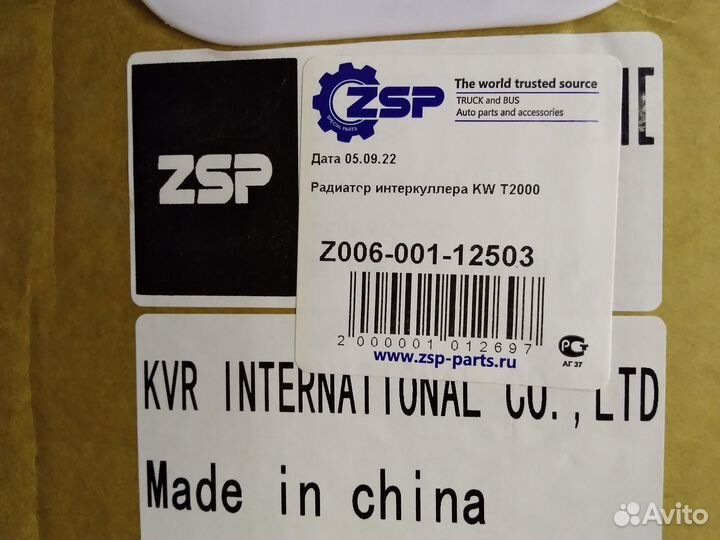 ZSP
ZSP
SPECIAL PARTS
The world trusted source
TRUCK and BUS
Auto parts and accessories
Дата 05.09.22
Радиатор интеркуллера KW T2000
Z006-001-12503
2 000001 012697
www.zsp-parts.ru
АГ 37
KVR INTERNATIONAL CO.,LTD
Made in china
Avito